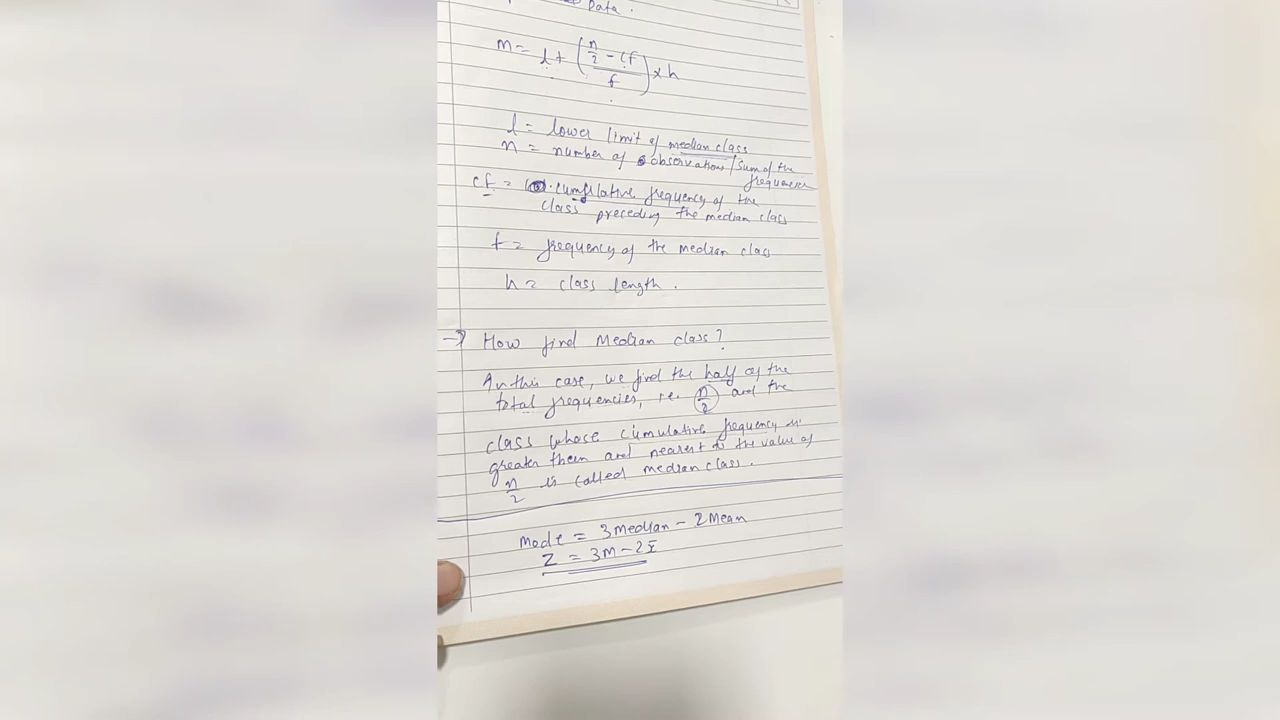 Data.
M = l + ( (n/2 - cf) / f ) × h
l = lower limit of median class
n = number of observations / sum of the
frequencies
cf = cumulative frequency of the
class preceding the median class
f = frequency of the median class
h = class length.
→ How find Median class?
In this case, we find the half of the
total frequencies, i.e. n/2 and the
class whose cumulative frequency is
greater then and nearest to the value of
n/2 is called median class.
Mode = 3 Median - 2 Mean
Z = 3M - 2x̄